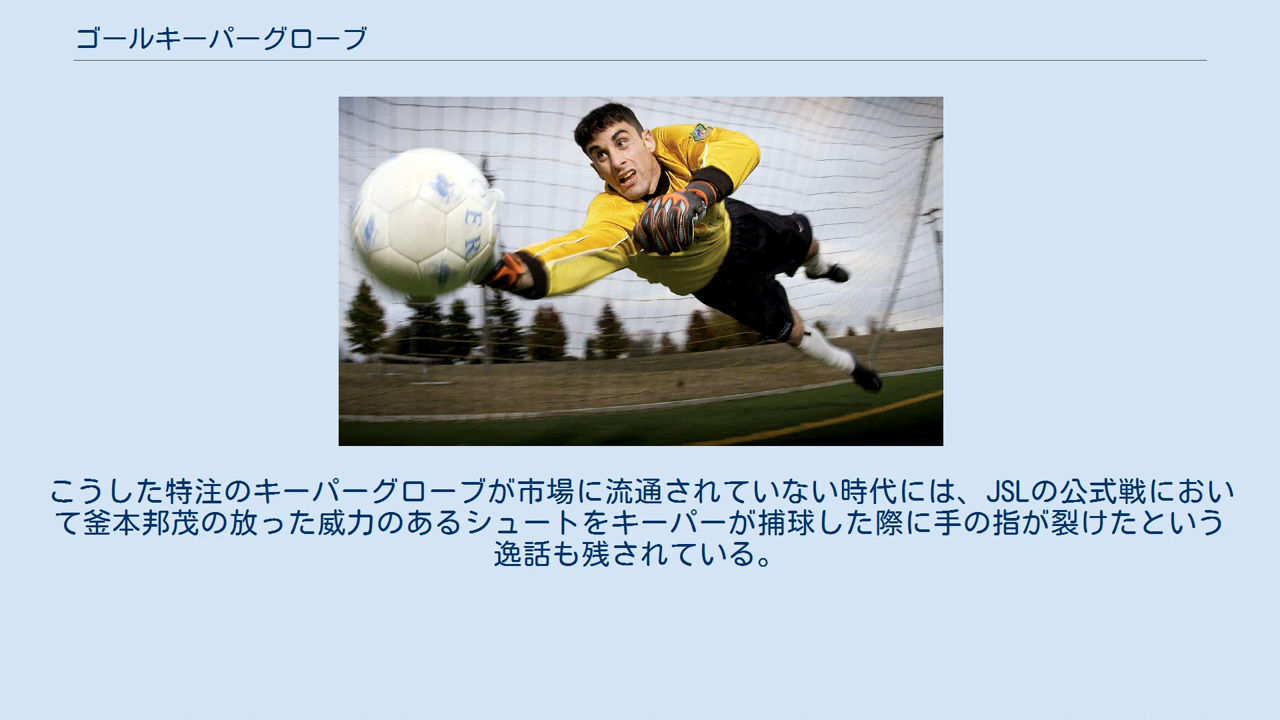 ゴールキーパーグローブ
こうした特注のキーパーグローブが市場に流通されていない時代には、JSLの公式戦におい
て釜本邦茂の放った威力のあるシュートをキーパーが捕球した際に手の指が裂けたという
逸話も残されている。